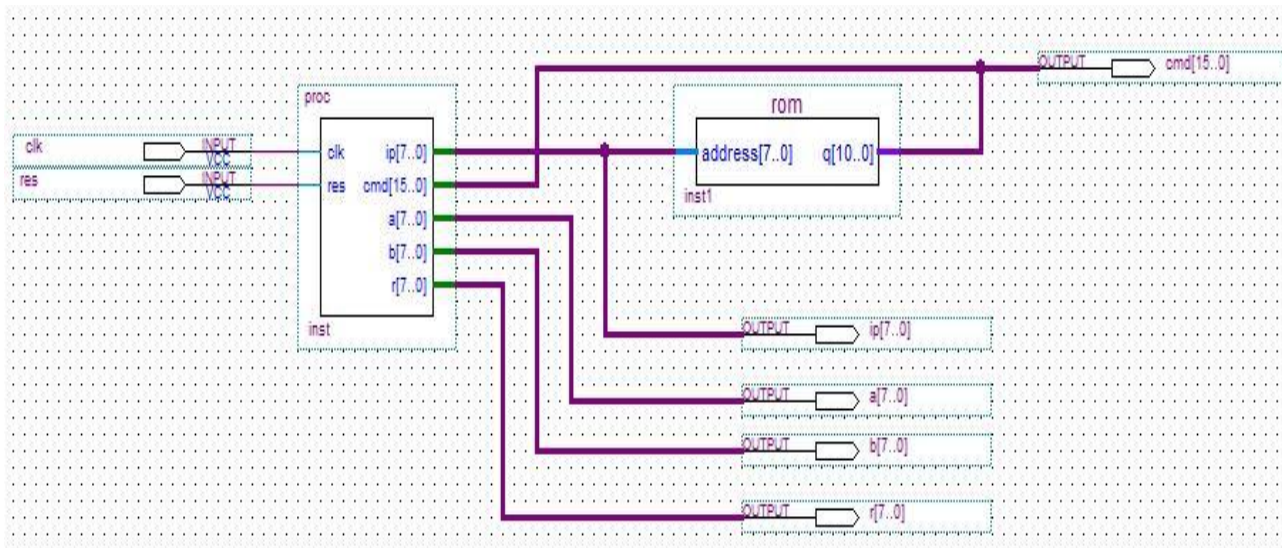 OUTPUT cmd[15..0]
proc
rom
clk INPUT VCC
clk ip[7..0]
address[7..0] q[10..0]
res INPUT VCC
res cmd[15..0]
inst1
a[7..0]
b[7..0]
r[7..0]
inst
OUTPUT ip[7..0]
OUTPUT a[7..0]
OUTPUT b[7..0]
OUTPUT r[7..0]